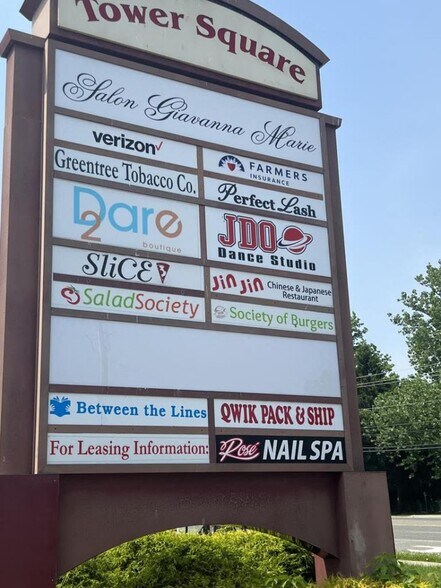 Tower Square
Salon Giavanna Marie
verizon
FARMERS
INSURANCE
Greentree Tobacco Co.
Perfect Lash
Dare
2
boutique
JDO
Dance Studio
SLiCE
Jin Jin Chinese & Japanese
Restaurant
SaladSociety
Society of Burgers
Between the Lines
QWIK PACK & SHIP
For Leasing Information:
Rosé NAIL SPA